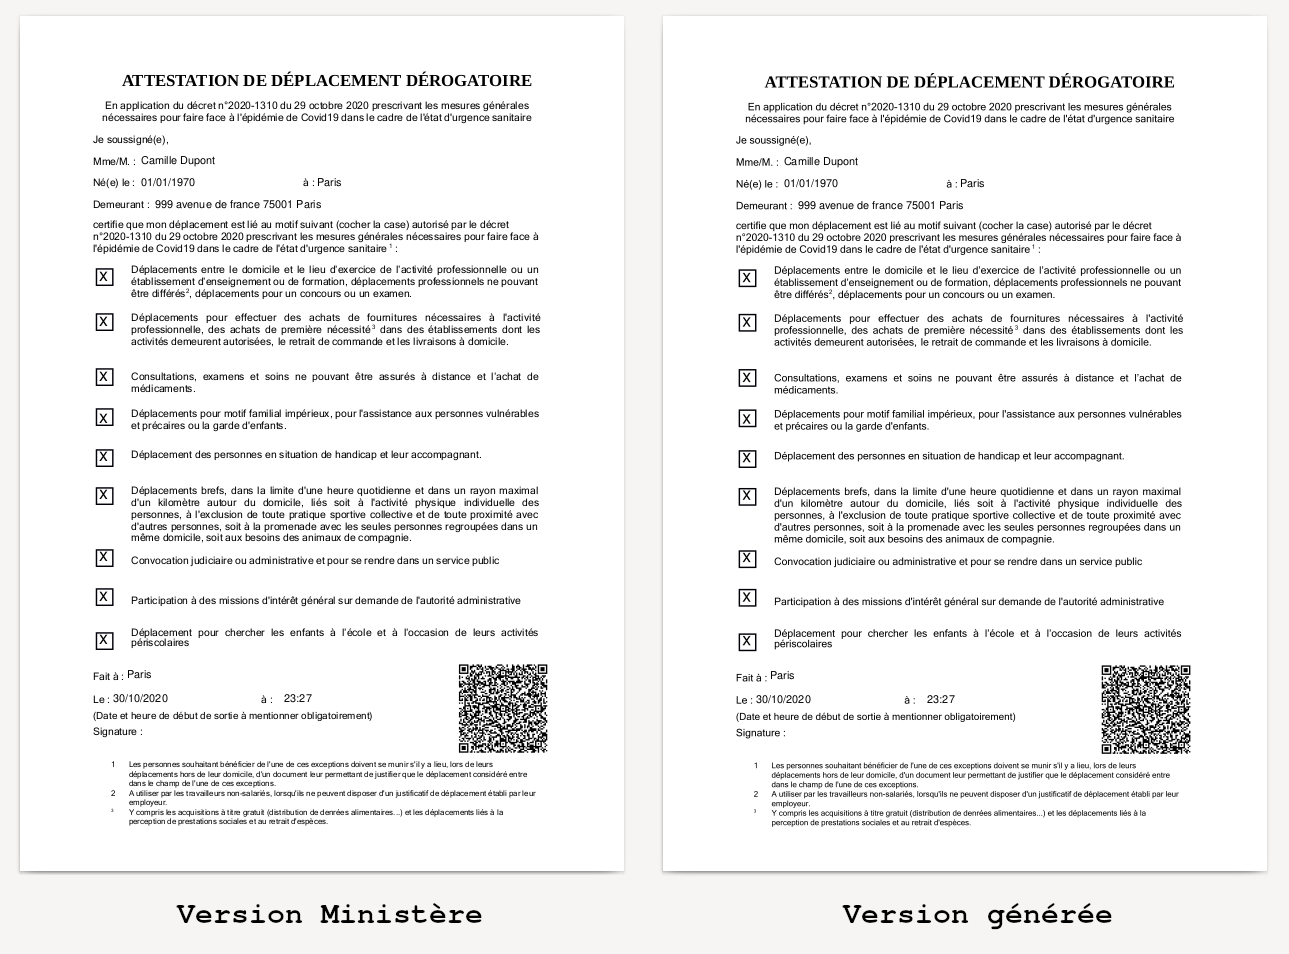 ATTESTATION DE DÉPLACEMENT DÉROGATOIRE
En application du décret n°2020-1310 du 29 octobre 2020 prescrivant les mesures générales
nécessaires pour faire face à l'épidémie de Covid19 dans le cadre de l'état d'urgence sanitaire
Je soussigné(e),
Mme/M. : Camille Dupont
Né(e) le : 01/01/1970 à : Paris
Demeurant : 999 avenue de france 75001 Paris
certifie que mon déplacement est lié au motif suivant (cocher la case) autorisé par le décret
n°2020-1310 du 29 octobre 2020 prescrivant les mesures générales nécessaires pour faire face à
l'épidémie de Covid19 dans le cadre de l'état d'urgence sanitaire ¹ :
X Déplacements entre le domicile et le lieu d'exercice de l'activité professionnelle ou un
établissement d'enseignement ou de formation, déplacements professionnels ne pouvant
être différés², déplacements pour un concours ou un examen.
X Déplacements pour effectuer des achats de fournitures nécessaires à l'activité
professionnelle, des achats de première nécessité³ dans des établissements dont les
activités demeurent autorisées, le retrait de commande et les livraisons à domicile.
X Consultations, examens et soins ne pouvant être assurés à distance et l'achat de
médicaments.
X Déplacements pour motif familial impérieux, pour l'assistance aux personnes vulnérables
et précaires ou la garde d'enfants.
X Déplacement des personnes en situation de handicap et leur accompagnant.
X Déplacements brefs, dans la limite d'une heure quotidienne et dans un rayon maximal
d'un kilomètre autour du domicile, liés soit à l'activité physique individuelle des
personnes, à l'exclusion de toute pratique sportive collective et de toute proximité avec
d'autres personnes, soit à la promenade avec les seules personnes regroupées dans un
même domicile, soit aux besoins des animaux de compagnie.
X Convocation judiciaire ou administrative et pour se rendre dans un service public
X Participation à des missions d'intérêt général sur demande de l'autorité administrative
X Déplacement pour chercher les enfants à l'école et à l'occasion de leurs activités
périscolaires
Fait à : Paris
Le : 30/10/2020 à : 23:27
(Date et heure de début de sortie à mentionner obligatoirement)
Signature :
1 Les personnes souhaitant bénéficier de l'une de ces exceptions doivent se munir s'il y a lieu, lors de leurs
déplacements hors de leur domicile, d'un document leur permettant de justifier que le déplacement considéré entre
dans le champ de l'une de ces exceptions.
2 A utiliser par les travailleurs non-salariés, lorsqu'ils ne peuvent disposer d'un justificatif de déplacement établi par leur
employeur.
³ Y compris les acquisitions à titre gratuit (distribution de denrées alimentaires...) et les déplacements liés à la
perception de prestations sociales et au retrait d'espèces.
Version Ministère
ATTESTATION DE DÉPLACEMENT DÉROGATOIRE
En application du décret n°2020-1310 du 29 octobre 2020 prescrivant les mesures générales
nécessaires pour faire face à l'épidémie de Covid19 dans le cadre de l'état d'urgence sanitaire
Je soussigné(e),
Mme/M. : Camille Dupont
Né(e) le : 01/01/1970 à : Paris
Demeurant : 999 avenue de france 75001 Paris
certifie que mon déplacement est lié au motif suivant (cocher la case) autorisé par le décret
n°2020-1310 du 29 octobre 2020 prescrivant les mesures générales nécessaires pour faire face à
l'épidémie de Covid19 dans le cadre de l'état d'urgence sanitaire ¹ :
X Déplacements entre le domicile et le lieu d'exercice de l'activité professionnelle ou un
établissement d'enseignement ou de formation, déplacements professionnels ne pouvant
être différés², déplacements pour un concours ou un examen.
X Déplacements pour effectuer des achats de fournitures nécessaires à l'activité
professionnelle, des achats de première nécessité³ dans des établissements dont les
activités demeurent autorisées, le retrait de commande et les livraisons à domicile.
X Consultations, examens et soins ne pouvant être assurés à distance et l'achat de
médicaments.
X Déplacements pour motif familial impérieux, pour l'assistance aux personnes vulnérables
et précaires ou la garde d'enfants.
X Déplacement des personnes en situation de handicap et leur accompagnant.
X Déplacements brefs, dans la limite d'une heure quotidienne et dans un rayon maximal
d'un kilomètre autour du domicile, liés soit à l'activité physique individuelle des
personnes, à l'exclusion de toute pratique sportive collective et de toute proximité avec
d'autres personnes, soit à la promenade avec les seules personnes regroupées dans un
même domicile, soit aux besoins des animaux de compagnie.
X Convocation judiciaire ou administrative et pour se rendre dans un service public
X Participation à des missions d'intérêt général sur demande de l'autorité administrative
X Déplacement pour chercher les enfants à l'école et à l'occasion de leurs activités
périscolaires
Fait à : Paris
Le : 30/10/2020 à : 23:27
(Date et heure de début de sortie à mentionner obligatoirement)
Signature :
1 Les personnes souhaitant bénéficier de l'une de ces exceptions doivent se munir s'il y a lieu, lors de leurs
déplacements hors de leur domicile, d'un document leur permettant de justifier que le déplacement considéré entre
dans le champ de l'une de ces exceptions.
2 A utiliser par les travailleurs non-salariés, lorsqu'ils ne peuvent disposer d'un justificatif de déplacement établi par leur
employeur.
³ Y compris les acquisitions à titre gratuit (distribution de denrées alimentaires...) et les déplacements liés à la
perception de prestations sociales et au retrait d'espèces.
Version générée